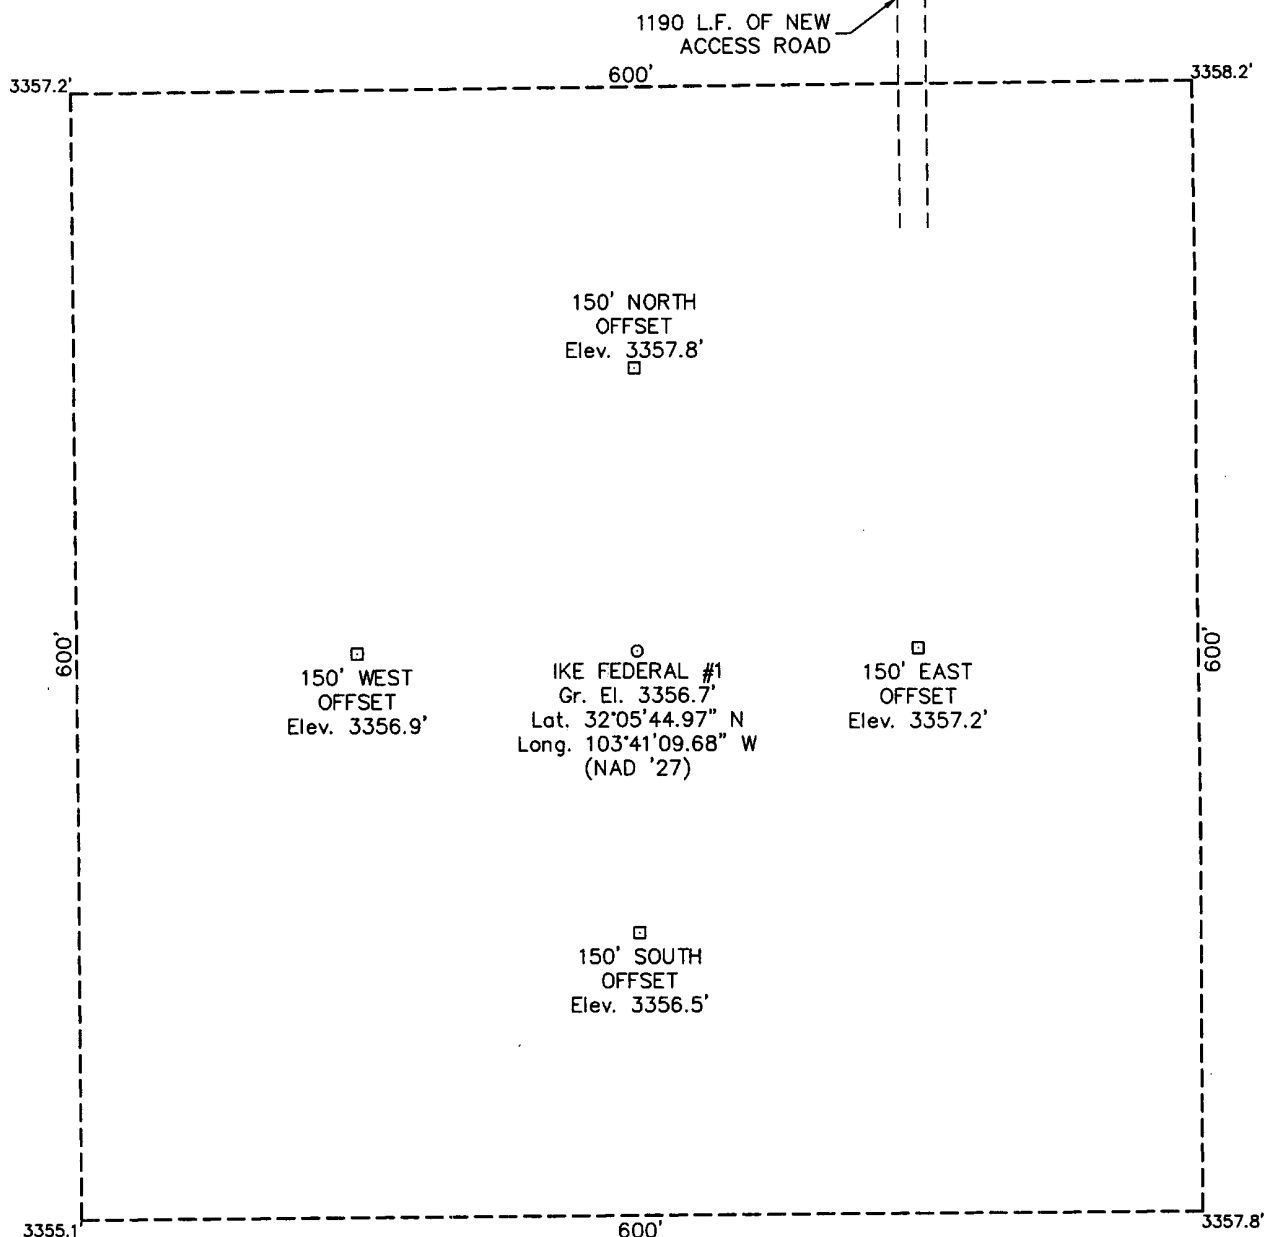 1190 L.F. OF NEW
ACCESS ROAD
3357.2'
600'
3358.2'
150' NORTH
OFFSET
Elev. 3357.8'
600'
150' WEST
OFFSET
Elev. 3356.9'
IKE FEDERAL #1
Gr. El. 3356.7'
Lat. 32°05'44.97" N
Long. 103°41'09.68" W
(NAD '27)
150' EAST
OFFSET
Elev. 3357.2'
600'
150' SOUTH
OFFSET
Elev. 3356.5'
3355.1'
600'
3357.8'